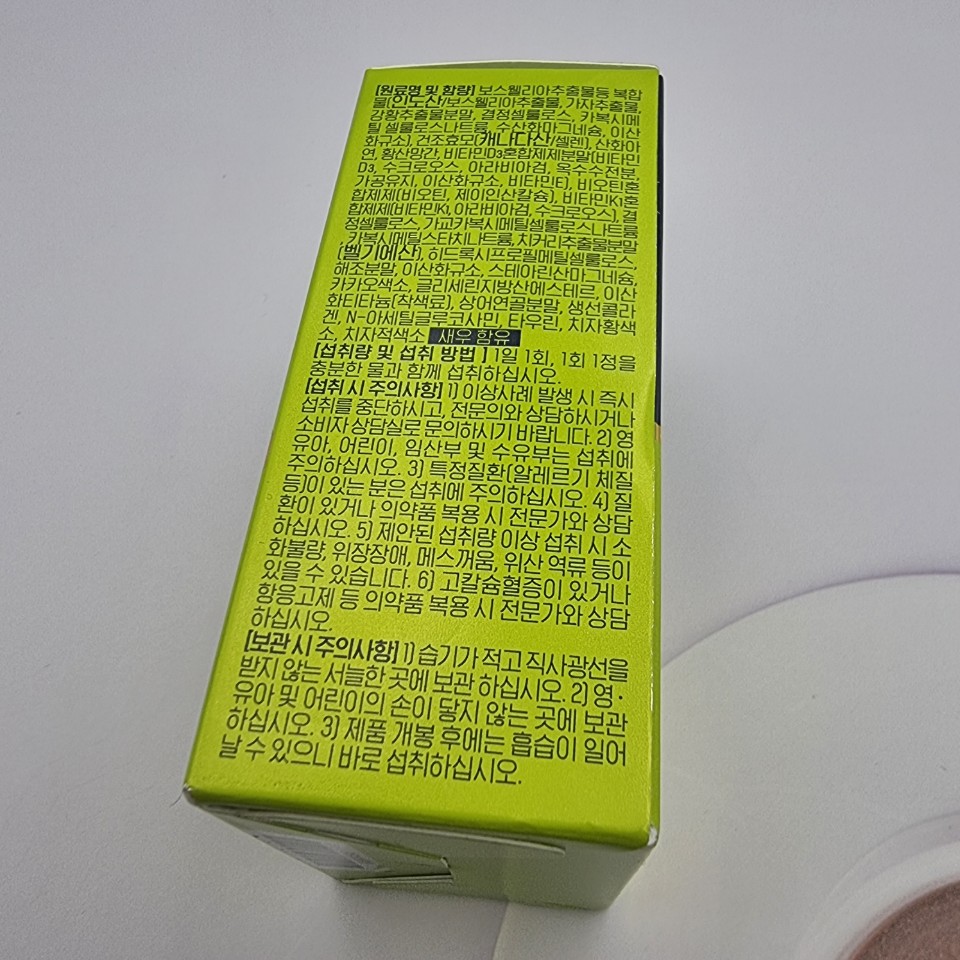 [원료명 및 함량] 보스웰리아추출물등 복합
물[인도산/보스웰리아추출물, 가자추출물,
강황추출물분말, 결정셀룰로스, 카복시메
틸 셀룰로스나트륨, 수산화마그네슘, 이산
화규소), 건조효모(캐나다산/셀렌), 산화아
연, 황산망간, 비타민D3혼합제제분말(비타민
D3, 수크로오스, 아라비아검, 옥수수전분,
가공유지, 이산화규소, 비타민E), 비오틴혼
합제제(비오틴, 제이인산칼슘), 비타민K1혼
합제제(비타민K1, 아라비아검, 수크로오스), 결
정셀룰로스, 가교카복시메틸셀룰로스나트륨
카복시메틸스타치나트륨, 치커리추출물분말
(벨기에산), 히드록시프로필메틸셀룰로스,
해조분말, 이산화규소, 스테아린산마그네슘,
카카오색소, 글리세린지방산에스테르, 이산
화티타늄(착색료), 상어연골분말, 생선콜라
겐, N-아세틸글루코사민, 타우린, 치자황색
소, 치자적색소 새우 함유
[섭취량 및 섭취 방법 ] 1일 1회, 1회 1정을
충분한 물과 함께 섭취하십시오.
[섭취 시 주의사항] 1) 이상사례 발생 시 즉시
섭취를 중단하시고, 전문의와 상담하시거나
소비자 상담실로 문의하시기 바랍니다. 2) 영
유아, 어린이, 임산부 및 수유부는 섭취에
주의하십시오. 3) 특정질환(알레르기 체질
등)이 있는 분은 섭취에 주의하십시오. 4) 질
환이 있거나 의약품 복용 시 전문가와 상담
하십시오. 5) 제안된 섭취량 이상 섭취 시 소
화불량, 위장장애, 메스꺼움, 위산 역류 등이
있을 수 있습니다. 6) 고칼슘혈증이 있거나
항응고제 등 의약품 복용 시 전문가와 상담
하십시오.
[보관 시 주의사항] 1) 습기가 적고 직사광선을
받지 않는 서늘한 곳에 보관 하십시오. 2) 영·
유아 및 어린이의 손이 닿지 않는 곳에 보관
하십시오. 3) 제품 개봉 후에는 흡습이 일어
날 수 있으니 바로 섭취하십시오.